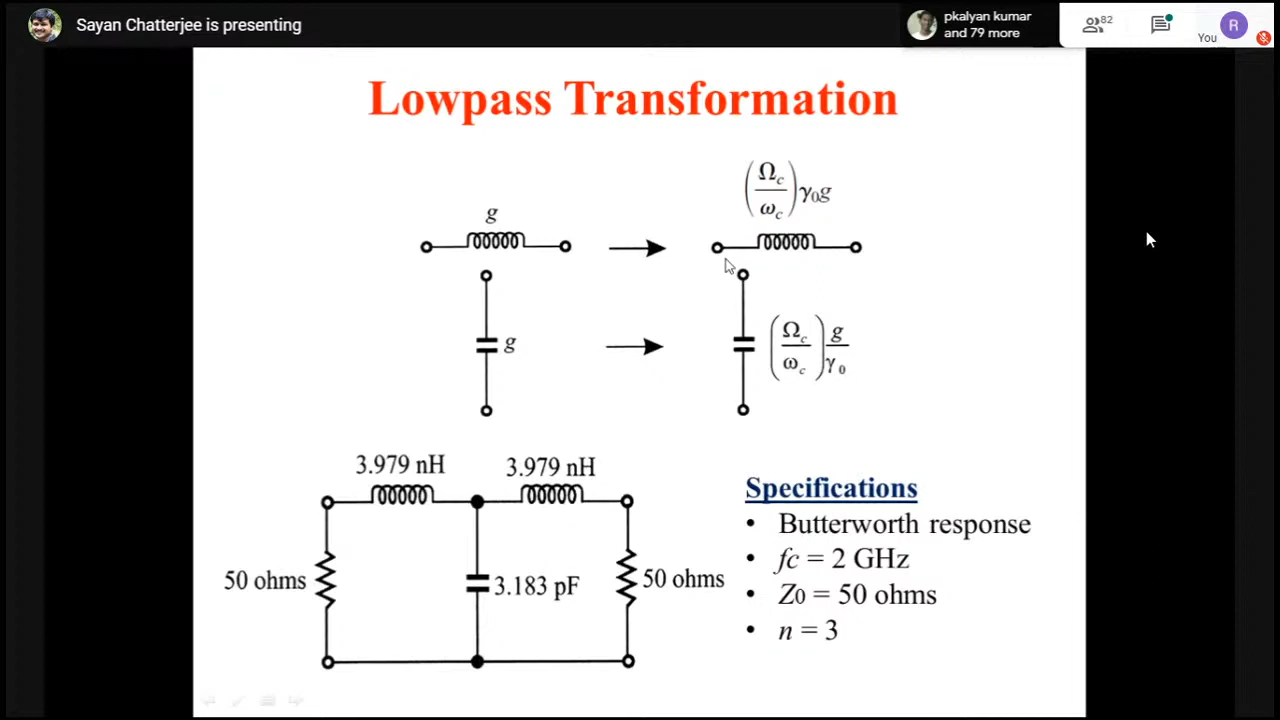 Sayan Chatterjee is presenting
pkalyan kumar
and 79 more
82
You
R
Lowpass Transformation
g
(Ωc/ωc)γ0g
g
(Ωc/ωc)g/γ0
3.979 nH
3.979 nH
50 ohms
3.183 pF
50 ohms
Specifications
• Butterworth response
• fc = 2 GHz
• Z0 = 50 ohms
• n = 3